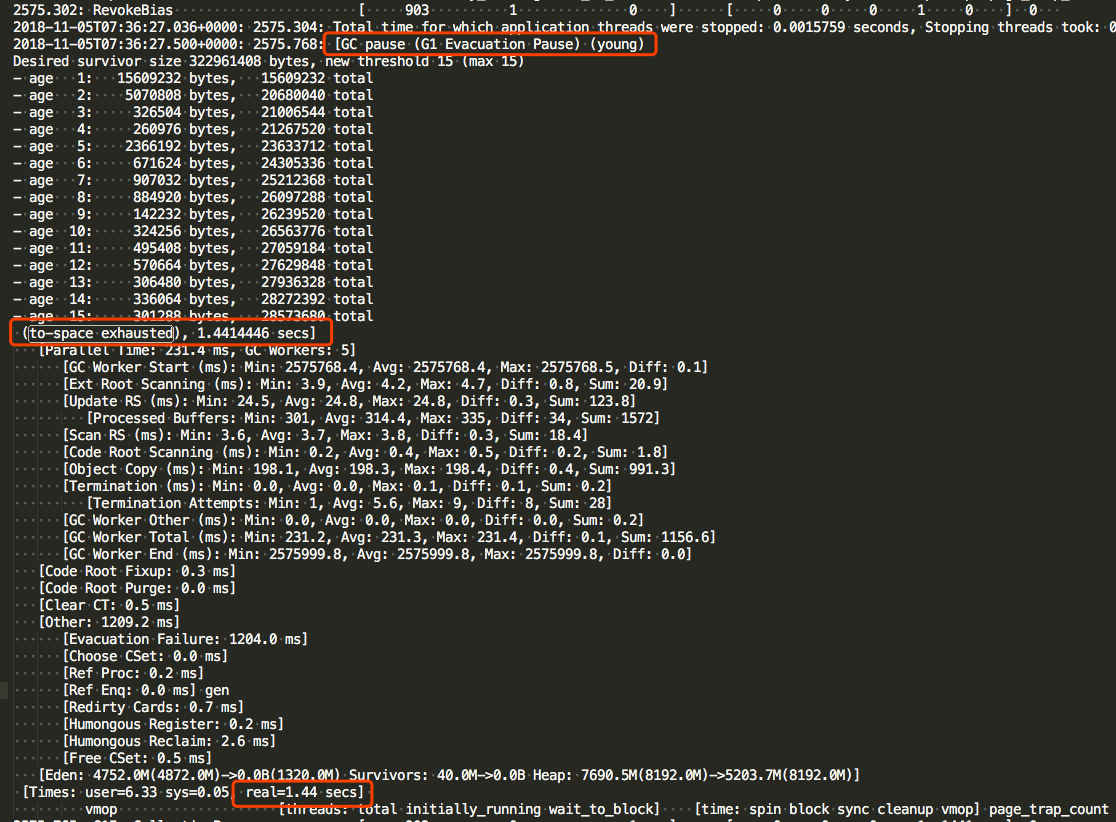 2575.302: RevokeBias [ 903 1 0 ] [ 0 0 0 1 0 ] 0
2018-11-05T07:36:27.036+0000: 2575.304: Total time for which application threads were stopped: 0.0015759 seconds, Stopping threads took: 0
2018-11-05T07:36:27.500+0000: 2575.768: [GC pause (G1 Evacuation Pause) (young)
Desired survivor size 322961408 bytes, new threshold 15 (max 15)
- age 1: 15609232 bytes, 15609232 total
- age 2: 5070808 bytes, 20680040 total
- age 3: 326504 bytes, 21006544 total
- age 4: 260976 bytes, 21267520 total
- age 5: 2366192 bytes, 23633712 total
- age 6: 671624 bytes, 24305336 total
- age 7: 907032 bytes, 25212368 total
- age 8: 884920 bytes, 26097288 total
- age 9: 142232 bytes, 26239520 total
- age 10: 324256 bytes, 26563776 total
- age 11: 495408 bytes, 27059184 total
- age 12: 570664 bytes, 27629848 total
- age 13: 306480 bytes, 27936328 total
- age 14: 336064 bytes, 28272392 total
- age 15: 301288 bytes, 28573680 total
(to-space exhausted), 1.4414446 secs]
[Parallel Time: 231.4 ms, GC Workers: 5]
[GC Worker Start (ms): Min: 2575768.4, Avg: 2575768.4, Max: 2575768.5, Diff: 0.1]
[Ext Root Scanning (ms): Min: 3.9, Avg: 4.2, Max: 4.7, Diff: 0.8, Sum: 20.9]
[Update RS (ms): Min: 24.5, Avg: 24.8, Max: 24.8, Diff: 0.3, Sum: 123.8]
[Processed Buffers: Min: 301, Avg: 314.4, Max: 335, Diff: 34, Sum: 1572]
[Scan RS (ms): Min: 3.6, Avg: 3.7, Max: 3.8, Diff: 0.3, Sum: 18.4]
[Code Root Scanning (ms): Min: 0.2, Avg: 0.4, Max: 0.5, Diff: 0.2, Sum: 1.8]
[Object Copy (ms): Min: 198.1, Avg: 198.3, Max: 198.4, Diff: 0.4, Sum: 991.3]
[Termination (ms): Min: 0.0, Avg: 0.0, Max: 0.1, Diff: 0.1, Sum: 0.2]
[Termination Attempts: Min: 1, Avg: 5.6, Max: 9, Diff: 8, Sum: 28]
[GC Worker Other (ms): Min: 0.0, Avg: 0.0, Max: 0.0, Diff: 0.0, Sum: 0.2]
[GC Worker Total (ms): Min: 231.2, Avg: 231.3, Max: 231.4, Diff: 0.1, Sum: 1156.6]
[GC Worker End (ms): Min: 2575999.8, Avg: 2575999.8, Max: 2575999.8, Diff: 0.0]
[Code Root Fixup: 0.3 ms]
[Code Root Purge: 0.0 ms]
[Clear CT: 0.5 ms]
[Other: 1209.2 ms]
[Evacuation Failure: 1204.0 ms]
[Choose CSet: 0.0 ms]
[Ref Proc: 0.2 ms]
[Ref Enq: 0.0 ms] gen
[Redirty Cards: 0.7 ms]
[Humongous Register: 0.2 ms]
[Humongous Reclaim: 2.6 ms]
[Free CSet: 0.5 ms]
[Eden: 4752.0M(4872.0M)->0.0B(1320.0M) Survivors: 40.0M->0.0B Heap: 7690.5M(8192.0M)->5203.7M(8192.0M)]
[Times: user=6.33 sys=0.05, real=1.44 secs]
vmop [threads: total initially_running wait_to_block] [time: spin block sync cleanup vmop] page_trap_count